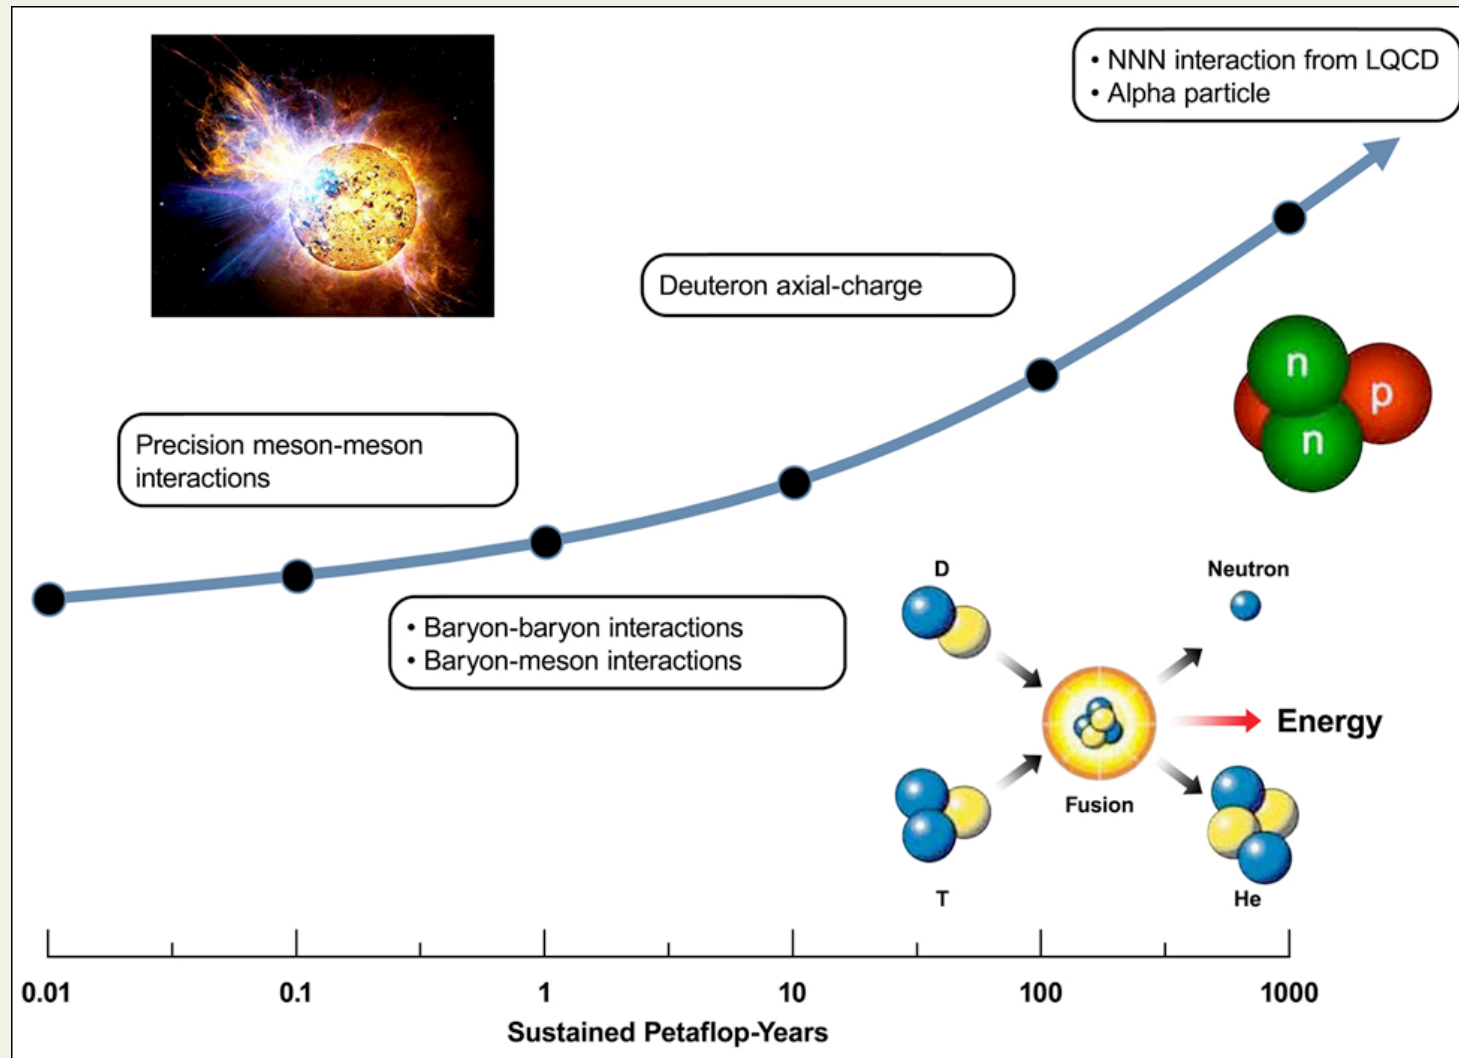 • NNN interaction from LQCD
• Alpha particle
Deuteron axial-charge
n
p
n
Precision meson-meson
interactions
• Baryon-baryon interactions
• Baryon-meson interactions
D
Neutron
Energy
Fusion
T
He
0.01 0.1 1 10 100 1000
Sustained Petaflop-Years